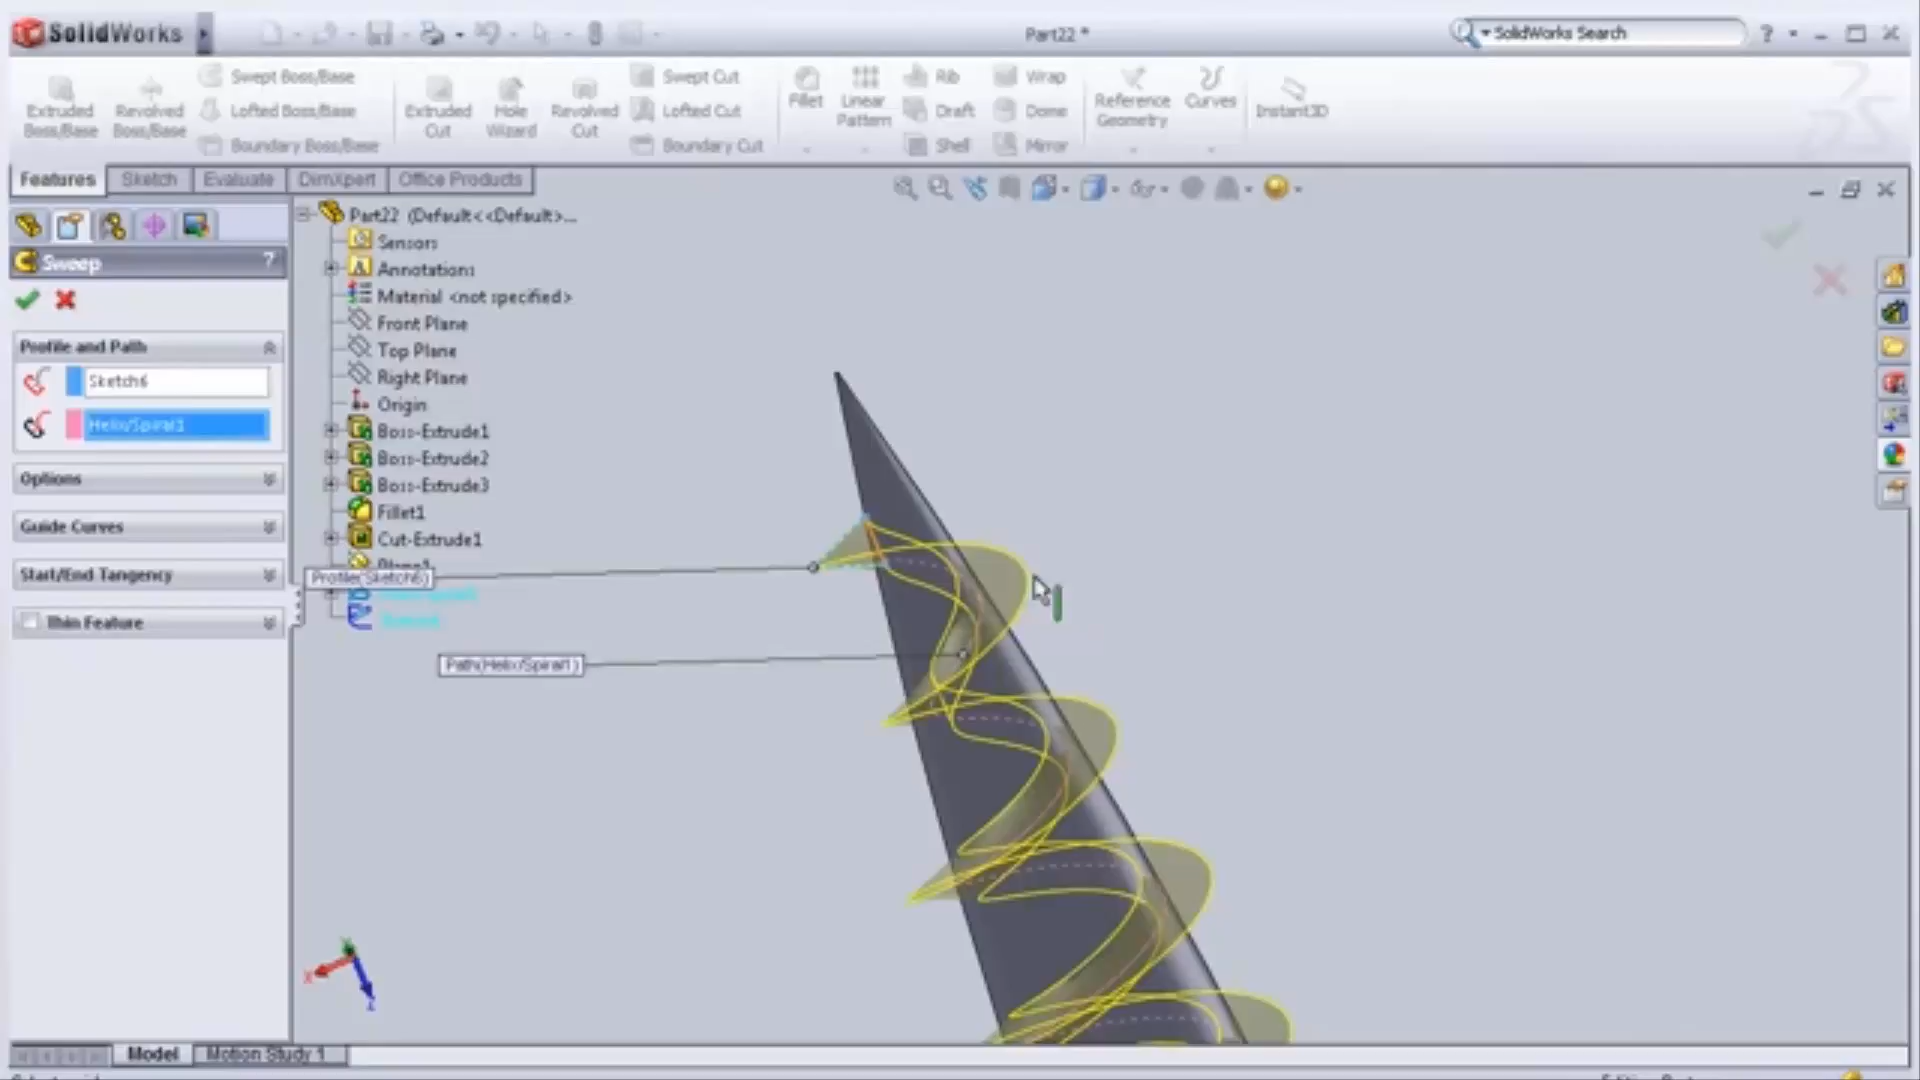 SolidWorks
Part22 *
SolidWorks Search
?
Extruded Boss/Base
Revolved Boss/Base
Swept Boss/Base
Lofted Boss/Base
Boundary Boss/Base
Extruded Cut
Hole Wizard
Revolved Cut
Swept Cut
Lofted Cut
Boundary Cut
Fillet
Linear Pattern
Rib
Draft
Shell
Wrap
Dome
Mirror
Reference Geometry
Curves
Instant3D
Features
Sketch
Evaluate
DimXpert
Office Products
Sweep
?
Profile and Path
Sketch6
Helix/Spiral1
Options
Guide Curves
Start/End Tangency
Thin Feature
Part22 (Default<<Default>...
Sensors
Annotations
Material <not specified>
Front Plane
Top Plane
Right Plane
Origin
Boss-Extrude1
Boss-Extrude2
Boss-Extrude3
Fillet1
Cut-Extrude1
Plane1
Profile(Sketch6)
Path(Helix/Spiral1)
X
Y
Z
Model
Motion Study 1